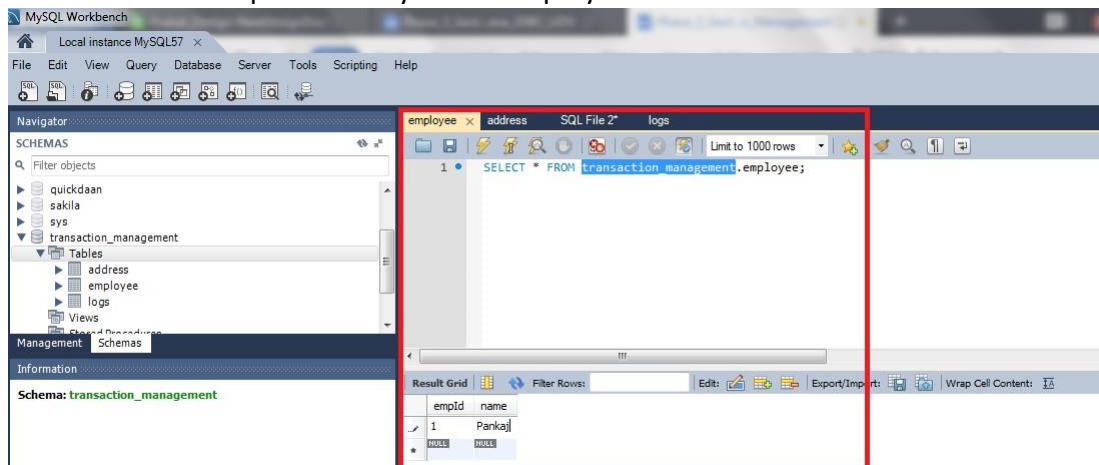 MySQL Workbench
Local instance MySQL57
File Edit View Query Database Server Tools Scripting Help
Navigator
SCHEMAS
Filter objects
quickdaan
sakila
sys
transaction_management
Tables
address
employee
logs
Views
Stored Procedures
Management Schemas
Information
Schema: transaction_management
employee address SQL File 2* logs
Limit to 1000 rows
1 SELECT * FROM transaction_management.employee;
Result Grid Filter Rows: Edit: Export/Import: Wrap Cell Content:
empId name
1 Pankaj
NULL NULL